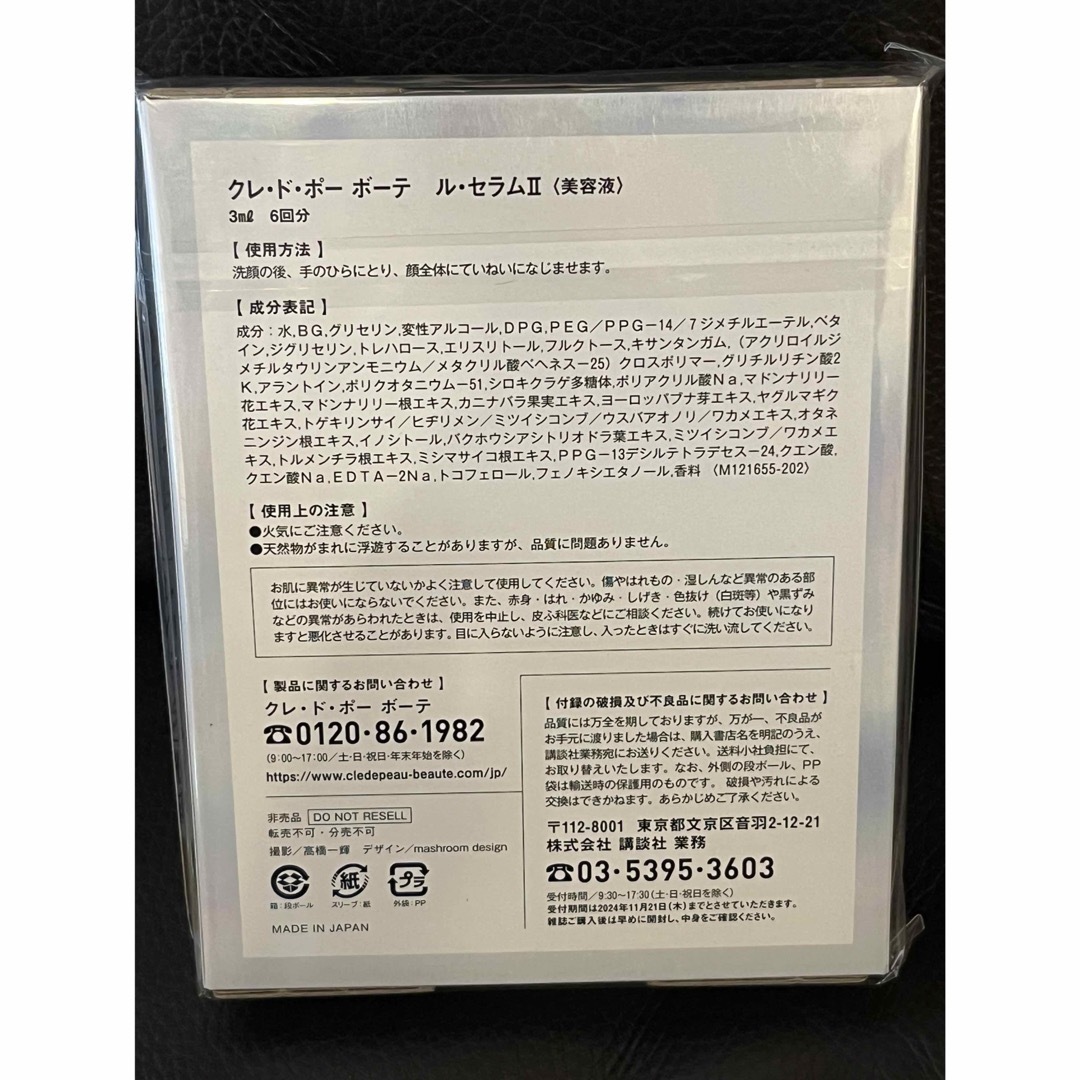 クレ・ド・ポー ボーテ　ル・セラムⅡ〈美容液〉
3㎖　6回分
【 使用方法 】
洗顔の後、手のひらにとり、顔全体にていねいになじませます。
【 成分表記 】
成分：水,BG,グリセリン,変性アルコール,DPG,PEG／PPG－14／7ジメチルエーテル,ベタ
イン,ジグリセリン,トレハロース,エリスリトール,フルクトース,キサンタンガム,（アクリロイルジ
メチルタウリンアンモニウム／メタクリル酸ベヘネス－25）クロスポリマー,グリチルリチン酸2
K,アラントイン,ポリクオタニウム－51,シロキクラゲ多糖体,ポリアクリル酸Na,マドンナリリー
花エキス,マドンナリリー根エキス,カニナバラ果実エキス,ヨーロッパブナ芽エキス,ヤグルマギク
花エキス,トゲキリンサイ／ヒヂリメン／ミツイシコンブ／ウスバアオノリ／ワカメエキス,オタネ
ニンジン根エキス,イノシトール,バクホウシアシトリオドラ葉エキス,ミツイシコンブ／ワカメエ
キス,トルメンチラ根エキス,ミシマサイコ根エキス,PPG－13デシルテトラデセス－24,クエン酸,
クエン酸Na,EDTA－2Na,トコフェロール,フェノキシエタノール,香料〈M121655-202〉
【 使用上の注意 】
●火気にご注意ください。
●天然物がまれに浮遊することがありますが、品質に問題ありません。
お肌に異常が生じていないかよく注意して使用してください。傷やはれもの・湿しんなど異常のある部
位にはお使いにならないでください。また、赤身・はれ・かゆみ・しげき・色抜け（白斑等）や黒ずみ
などの異常があらわれたときは、使用を中止し、皮ふ科医などにご相談ください。続けてお使いになり
ますと悪化させることがあります。目に入らないように注意し、入ったときはすぐに洗い流してください。
【 製品に関するお問い合わせ 】
クレ・ド・ポー ボーテ
☎0120・86・1982
（9:00〜17:00／土・日・祝日・年末年始を除く）
https://www.cledepeau-beaute.com/jp/
非売品 DO NOT RESELL
転売不可・分売不可
撮影／高橋一輝　デザイン／mashroom design
紙
プラ
箱：段ボール　スリーブ：紙　外袋：PP
MADE IN JAPAN
【 付録の破損及び不良品に関するお問い合わせ 】
品質には万全を期しておりますが、万が一、不良品が
お手元に渡りました場合は、購入書店名を明記のうえ、
講談社業務宛にお送りください。送料小社負担にて、
お取り替えいたします。なお、外側の段ボール、PP
袋は輸送時の保護用のものです。 破損や汚れによる
交換はできかねます。あらかじめご了承ください。
〒112-8001　東京都文京区音羽2-12-21
株式会社 講談社 業務
☎03・5395・3603
受付時間／9:30〜17:30（土・日・祝日を除く）
受付期間は2024年11月21日（木）までとさせていただきます。
雑誌ご購入後は早めに開封し、中身をご確認ください。